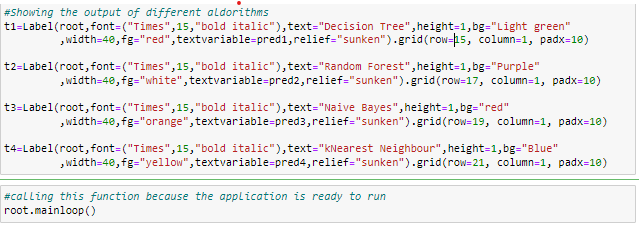 #Showing the output of different aldorithms
t1=Label(root,font=("Times",15,"bold italic"),text="Decision Tree",height=1,bg="Light green"
,width=40,fg="red",textvariable=pred1,relief="sunken").grid(row=15, column=1, padx=10)
t2=Label(root,font=("Times",15,"bold italic"),text="Random Forest",height=1,bg="Purple"
,width=40,fg="white",textvariable=pred2,relief="sunken").grid(row=17, column=1, padx=10)
t3=Label(root,font=("Times",15,"bold italic"),text="Naive Bayes",height=1,bg="red"
,width=40,fg="orange",textvariable=pred3,relief="sunken").grid(row=19, column=1, padx=10)
t4=Label(root,font=("Times",15,"bold italic"),text="kNearest Neighbour",height=1,bg="Blue"
,width=40,fg="yellow",textvariable=pred4,relief="sunken").grid(row=21, column=1, padx=10)
#calling this function because the application is ready to run
root.mainloop()